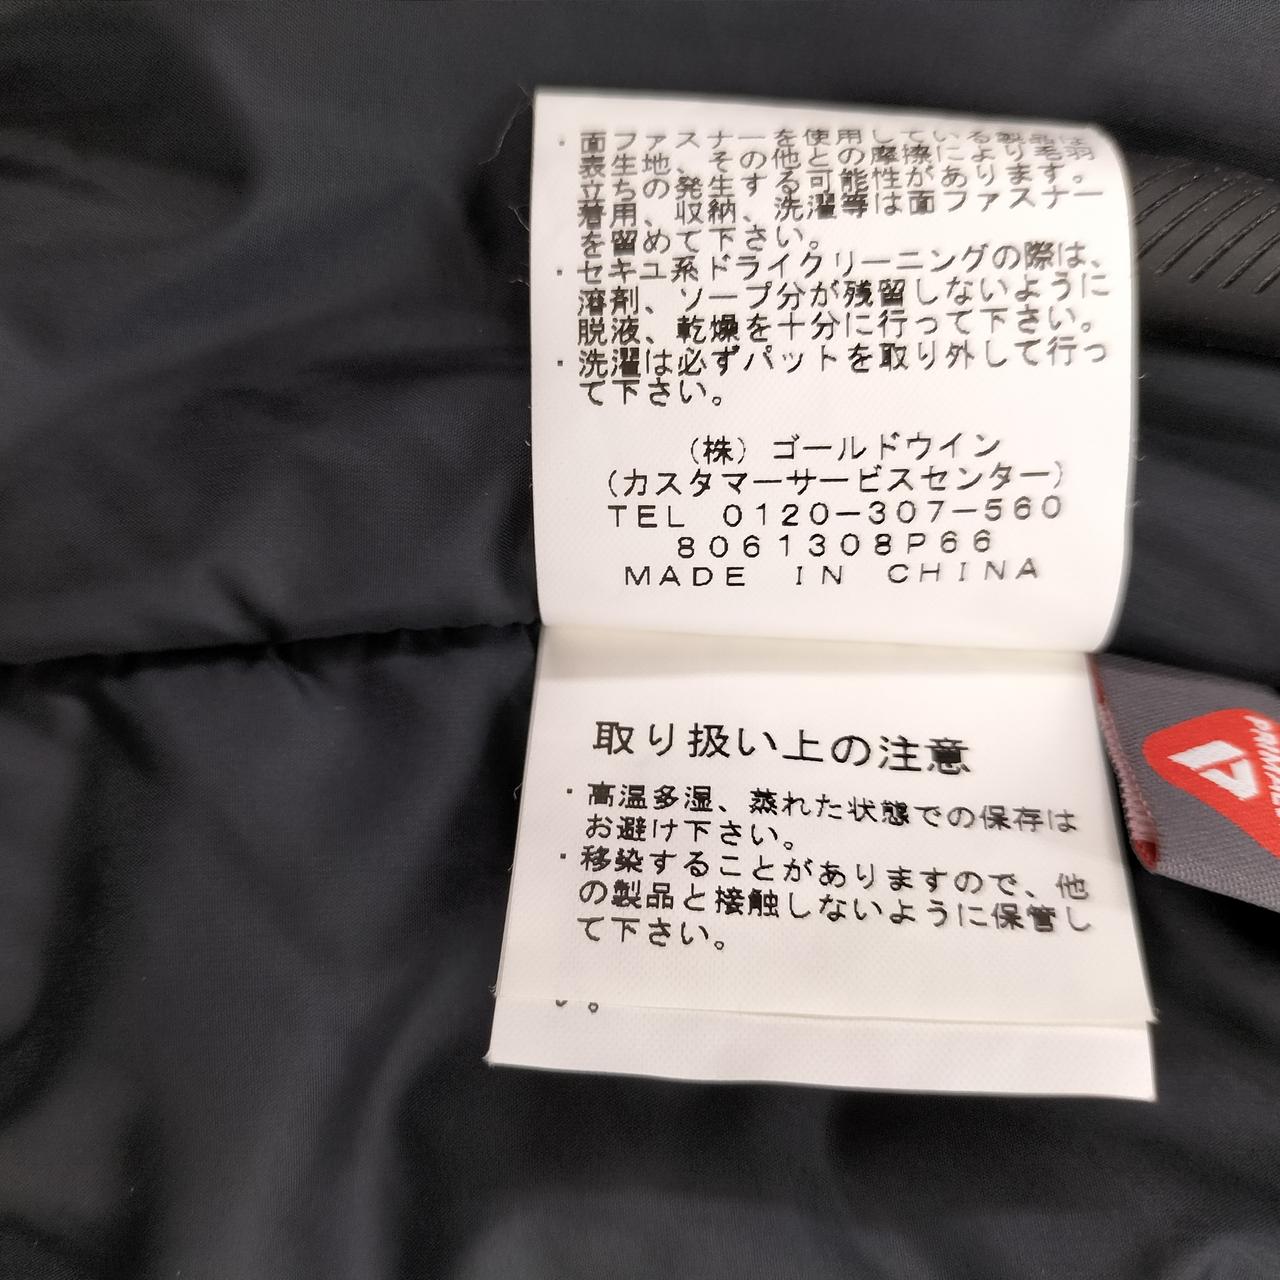 ・面ファスナーを使用している製品は
表生地、その他との摩擦により毛羽
立ちの発生する可能性があります。
着用、収納、洗濯等は面ファスナー
を留めて下さい。
・セキユ系ドライクリーニングの際は、
溶剤、ソープ分が残留しないように
脱液、乾燥を十分に行って下さい。
・洗濯は必ずパットを取り外して行っ
て下さい。
(株)ゴールドウイン
(カスタマーサービスセンター)
TEL 0120-307-560
8061308P66
MADE IN CHINA
取り扱い上の注意
・高温多湿、蒸れた状態での保存は
お避け下さい。
・移染することがありますので、他
の製品と接触しないように保管し
て下さい。